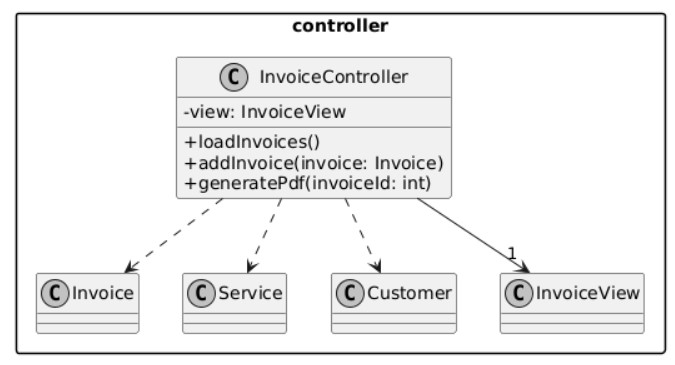 controller
C InvoiceController
-view: InvoiceView
+loadInvoices()
+addInvoice(invoice: Invoice)
+generatePdf(invoiceId: int)
1
C Invoice
C Service
C Customer
C InvoiceView